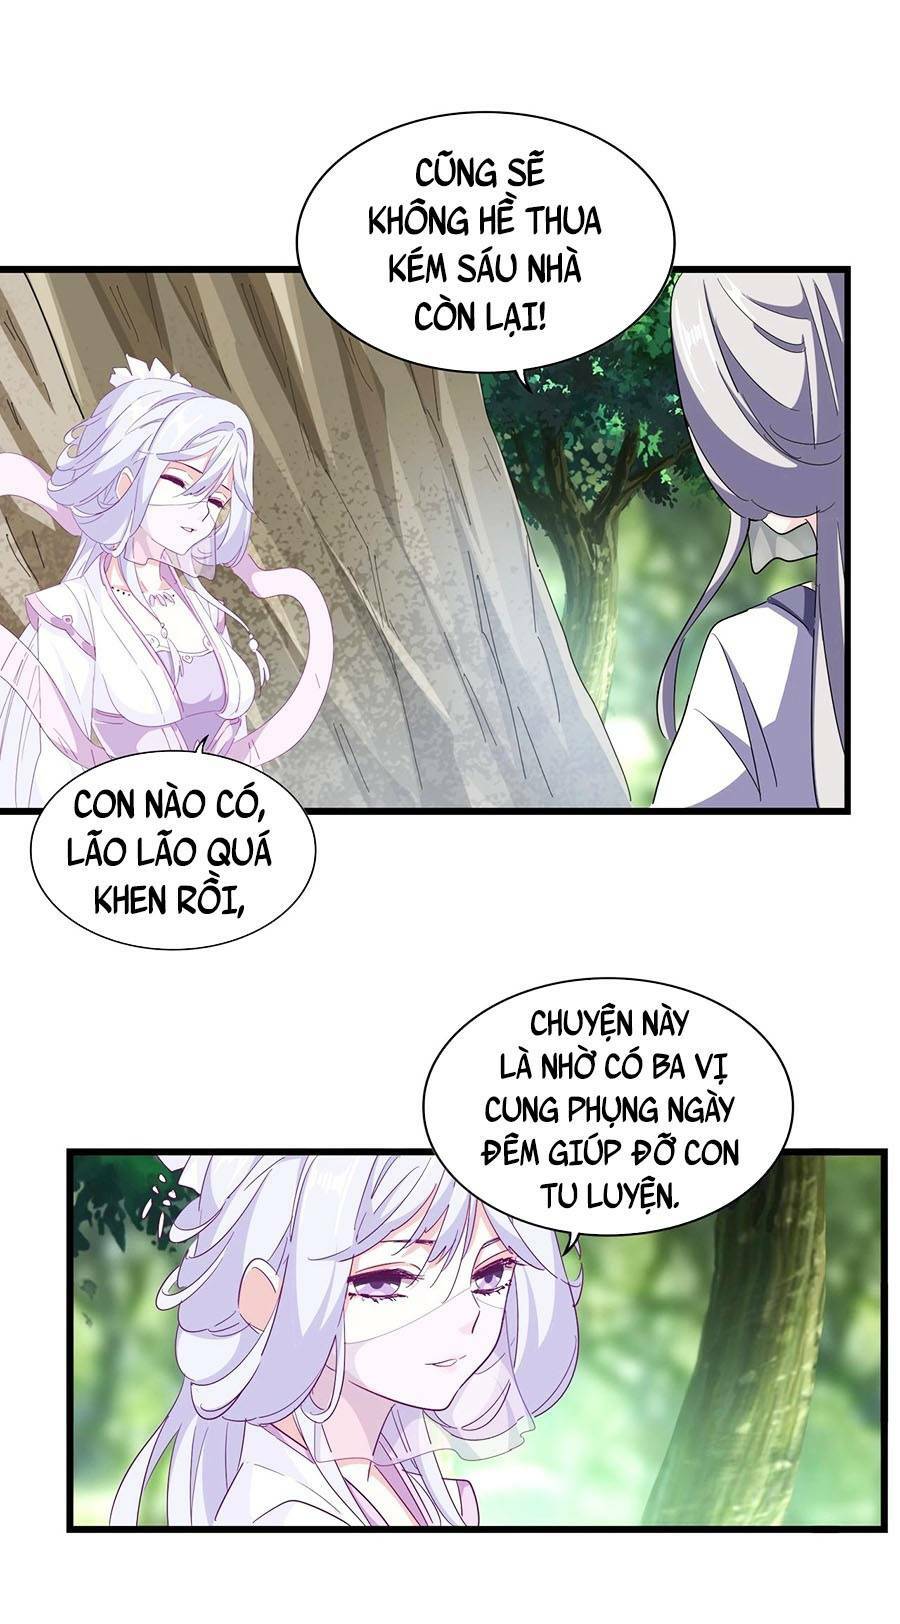 CŨNG SẼ
KHÔNG HỀ THUA
KÉM SÁU NHÀ
CÒN LẠI!
CON NÀO CÓ,
LÃO LÃO QUÁ
KHEN RỒI,
CHUYỆN NÀY
LÀ NHỜ CÓ BA VỊ
CUNG PHỤNG NGÀY
ĐÊM GIÚP ĐỠ CON
TU LUYỆN.